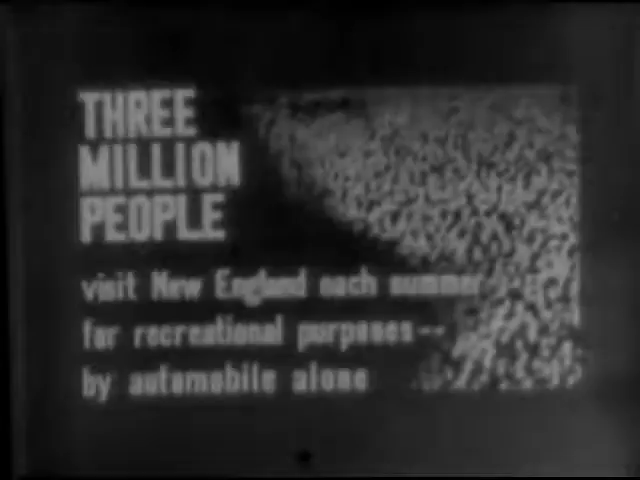 THREE
MILLION
PEOPLE
visit New England each summer
for recreational purposes--
by automobile alone